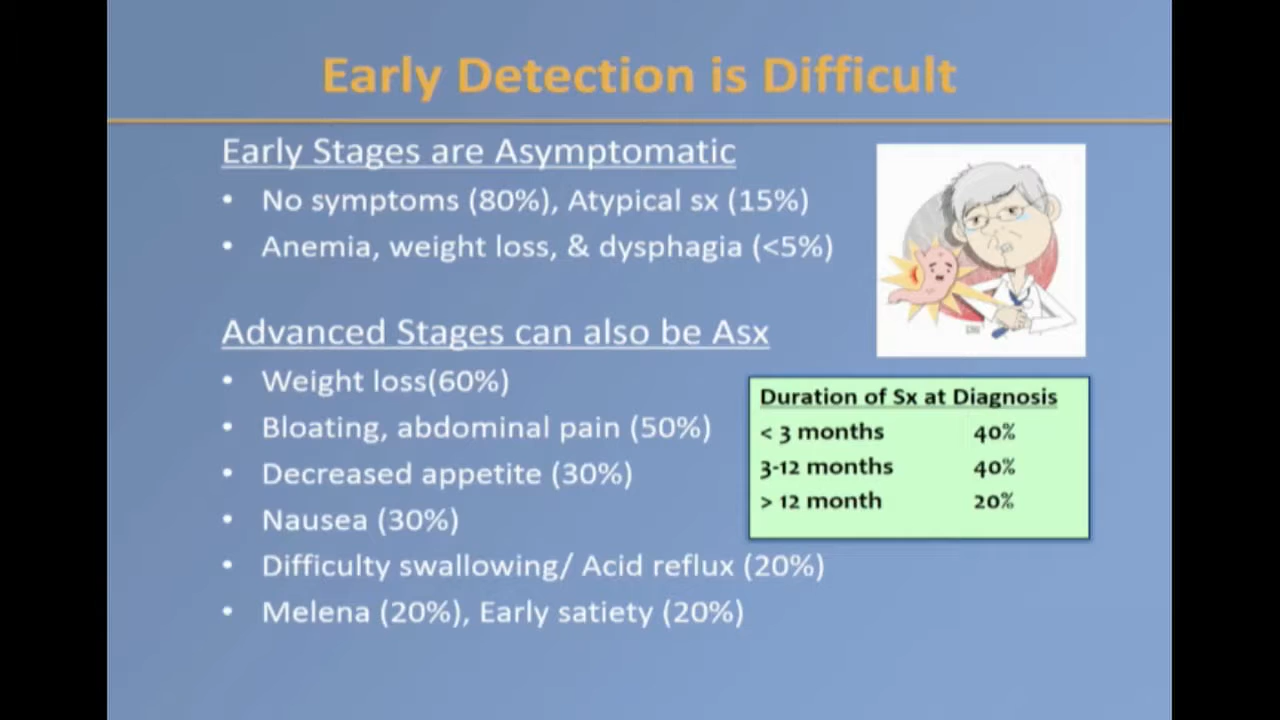 Early Detection is Difficult
Early Stages are Asymptomatic
• No symptoms (80%), Atypical sx (15%)
• Anemia, weight loss, & dysphagia (<5%)
Advanced Stages can also be Asx
• Weight loss(60%)
• Bloating, abdominal pain (50%)
• Decreased appetite (30%)
• Nausea (30%)
• Difficulty swallowing/ Acid reflux (20%)
• Melena (20%), Early satiety (20%)
Duration of Sx at Diagnosis
< 3 months 40%
3-12 months 40%
> 12 month 20%